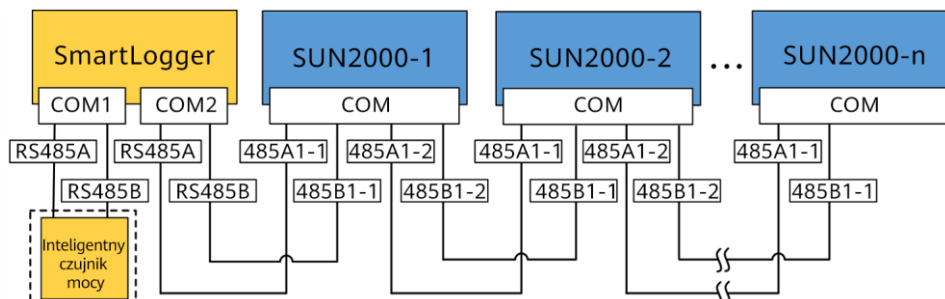 SmartLogger
SUN2000-1
SUN2000-2
...
SUN2000-n
COM1
COM2
COM
COM
COM
RS485A
RS485A
485A1-1
485A1-2
485A1-1
485A1-2
485A1-1
RS485B
RS485B
485B1-1
485B1-2
485B1-1
485B1-2
485B1-1
Inteligentny
czujnik
mocy